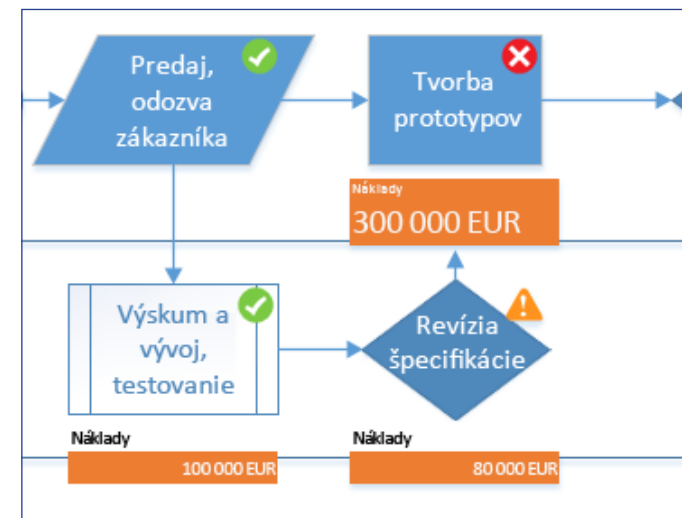 Predaj,
odozva
zákazníka
Tvorba
prototypov
Náklady
300 000 EUR
Výskum a
vývoj,
testovanie
Revízia
špecifikácie
Náklady
100 000 EUR
Náklady
80 000 EUR